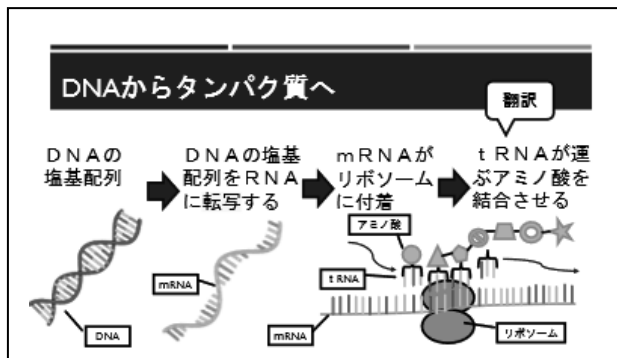 DNAからタンパク質へ
翻訳
ＤＮＡの
塩基配列
ＤＮＡの塩基
配列をＲＮＡ
に転写する
ｍＲＮＡが
リボソーム
に付着
ｔＲＮＡが運
ぶアミノ酸を
結合させる
アミノ酸
ｔRNA
mRNA
DNA
mRNA
リボソーム